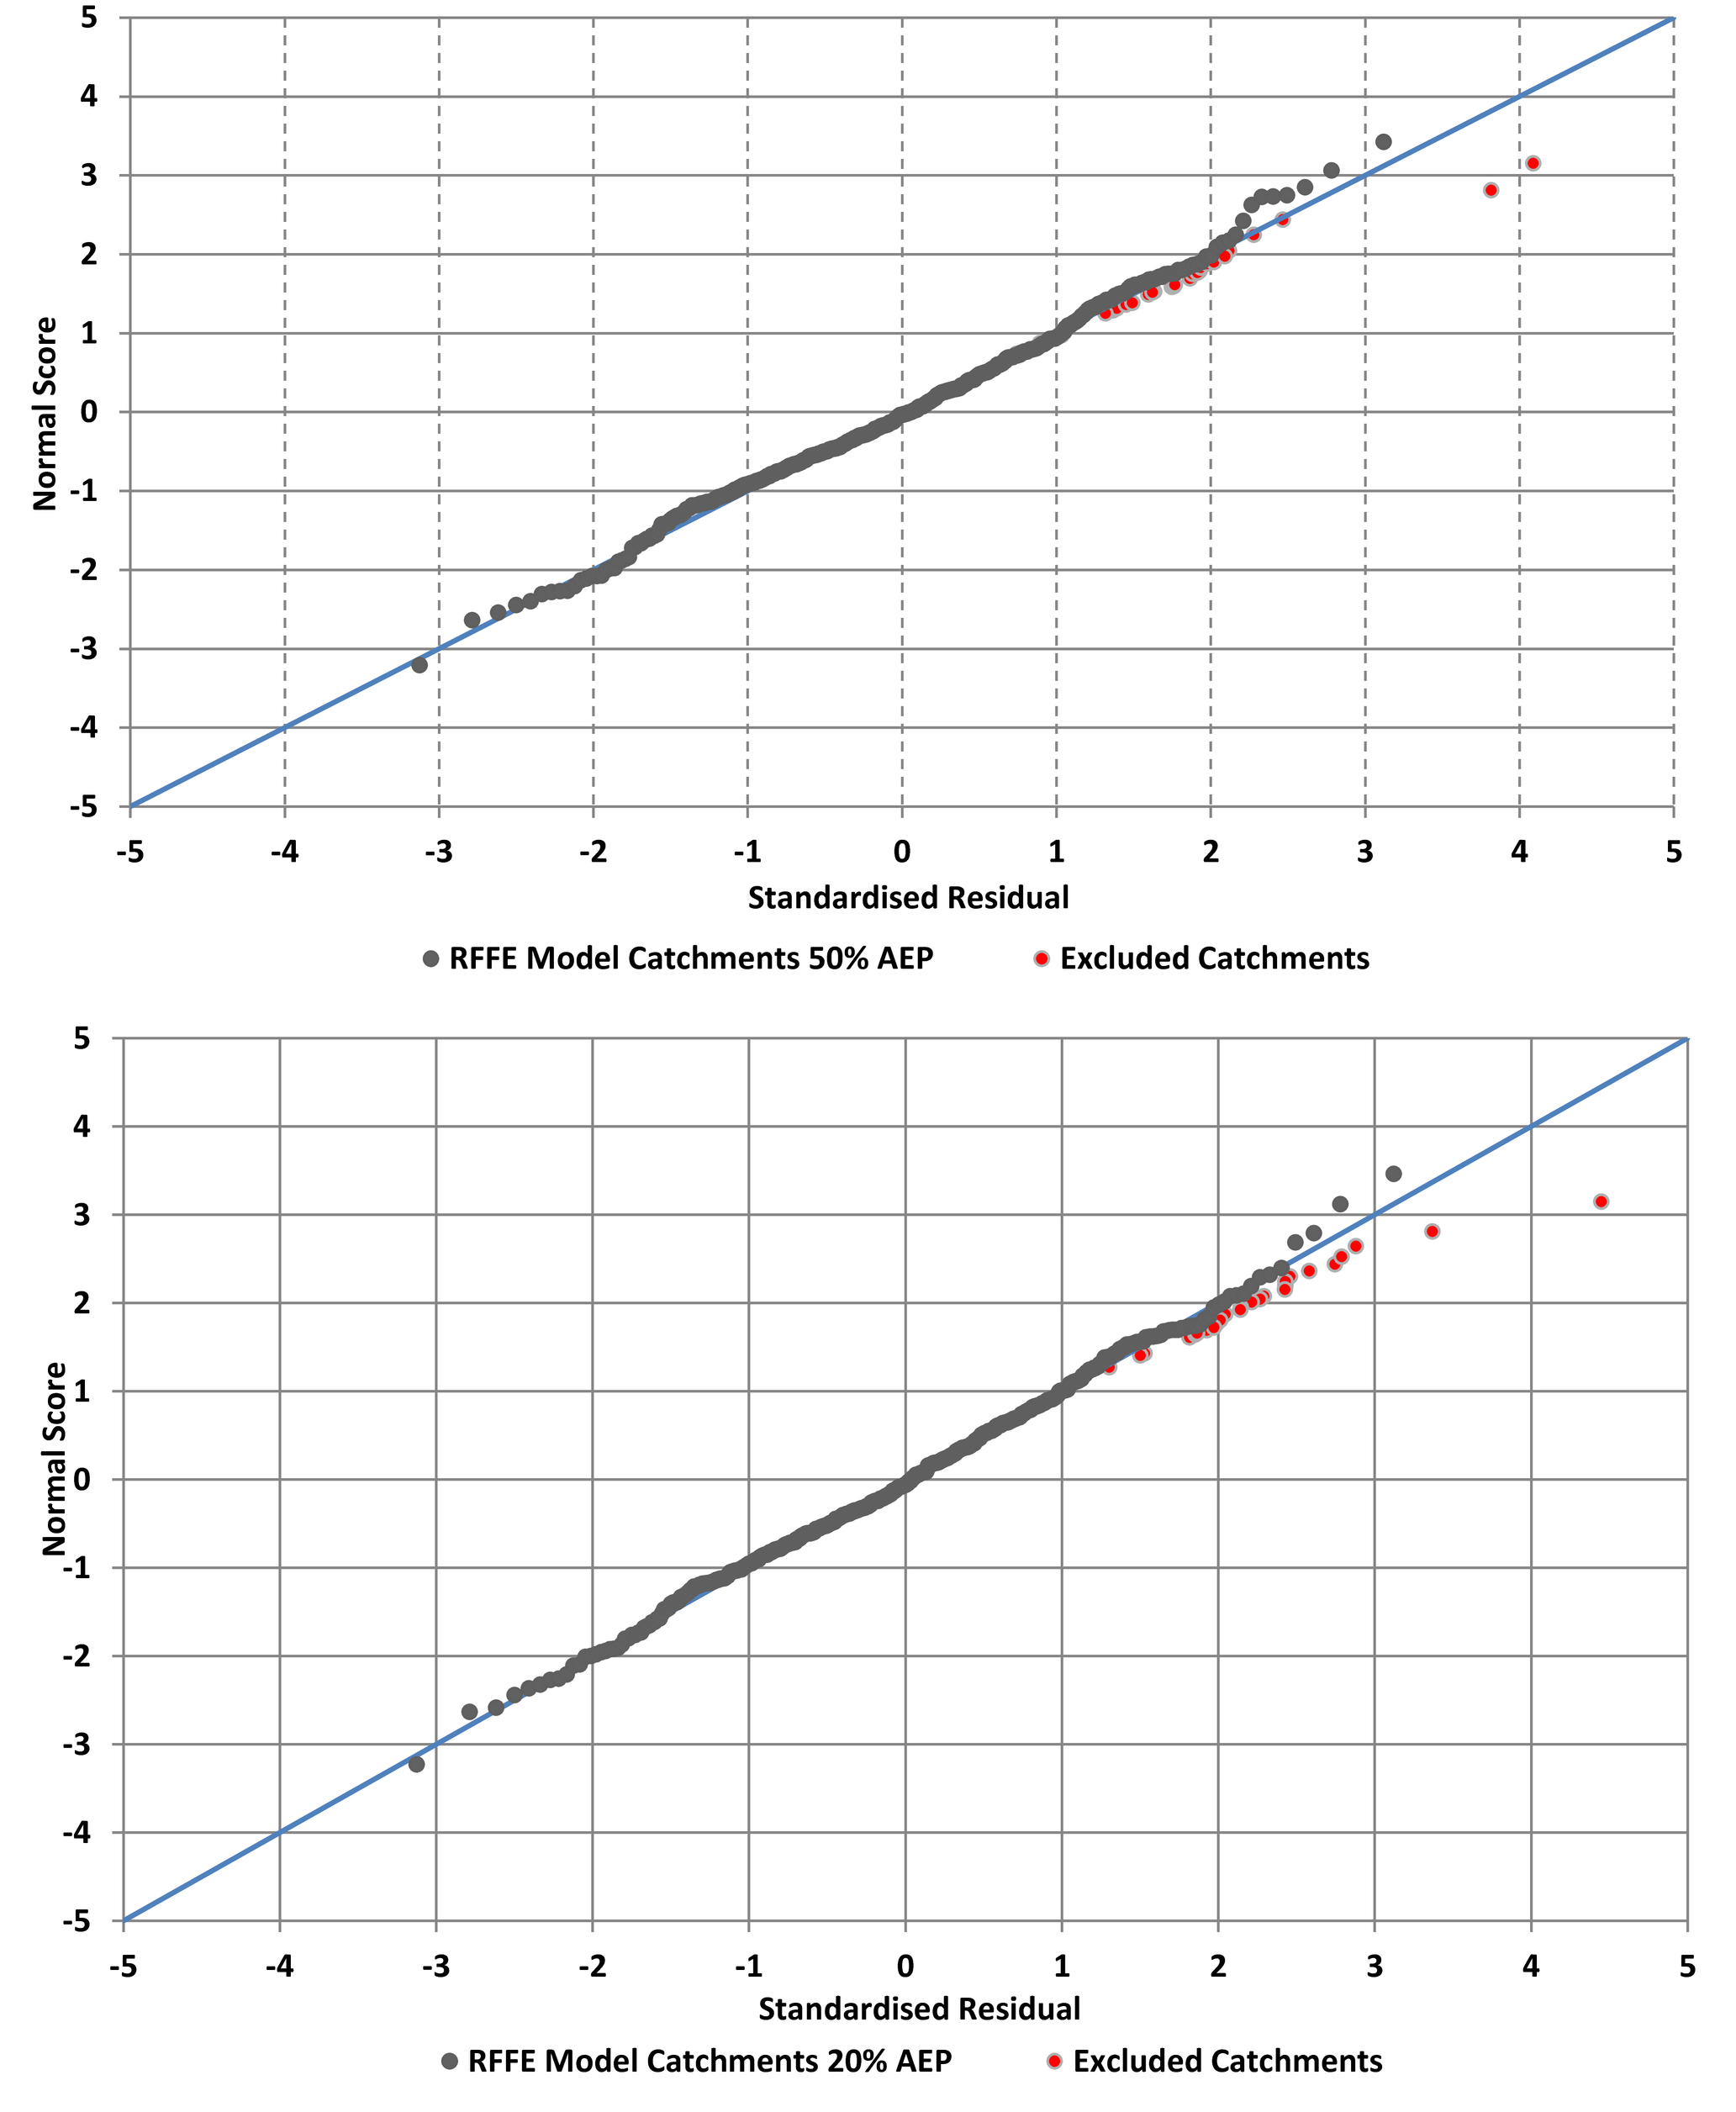 5
4
3
2
1
0
-1
-2
-3
-4
-5
Normal Score
-5 -4 -3 -2 -1 0 1 2 3 4 5
Standardised Residual
RFFE Model Catchments 50% AEP Excluded Catchments
5
4
3
2
1
0
-1
-2
-3
-4
-5
Normal Score
-5 -4 -3 -2 -1 0 1 2 3 4 5
Standardised Residual
RFFE Model Catchments 20% AEP Excluded Catchments